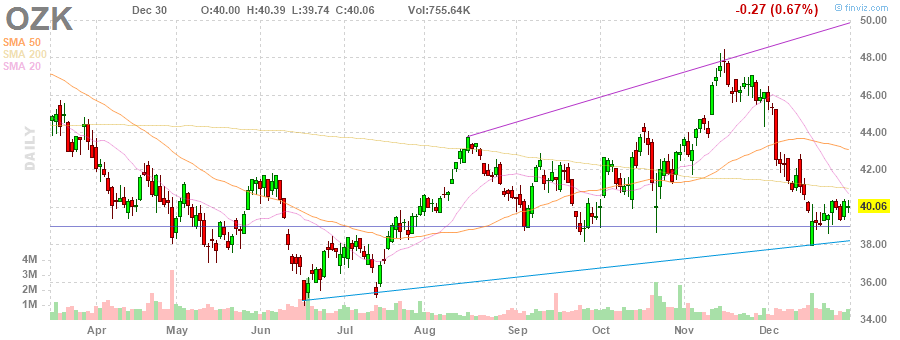 OZK Dec 30 O:40.00 H:40.39 L:39.74 C:40.06 Vol:755.64K -0.27 (0.67%) finviz.com
SMA 50
SMA 200
SMA 20
DAILY
50.00
48.00
46.00
44.00
42.00
40.06
40.00
38.00
36.00
34.00
4M
3M
2M
1M
Apr May Jun Jul Aug Sep Oct Nov Dec